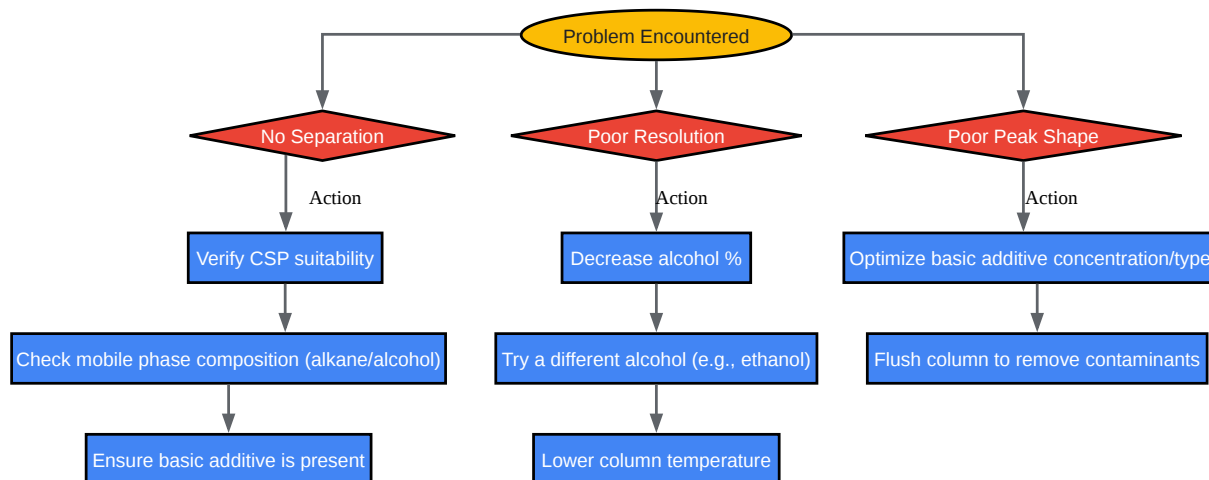 Problem Encountered
No Separation
Poor Resolution
Poor Peak Shape
Action
Action
Action
Verify CSP suitability
Decrease alcohol %
Optimize basic additive concentration/type
Check mobile phase composition (alkane/alcohol)
Try a different alcohol (e.g., ethanol)
Flush column to remove contaminants
Ensure basic additive is present
Lower column temperature